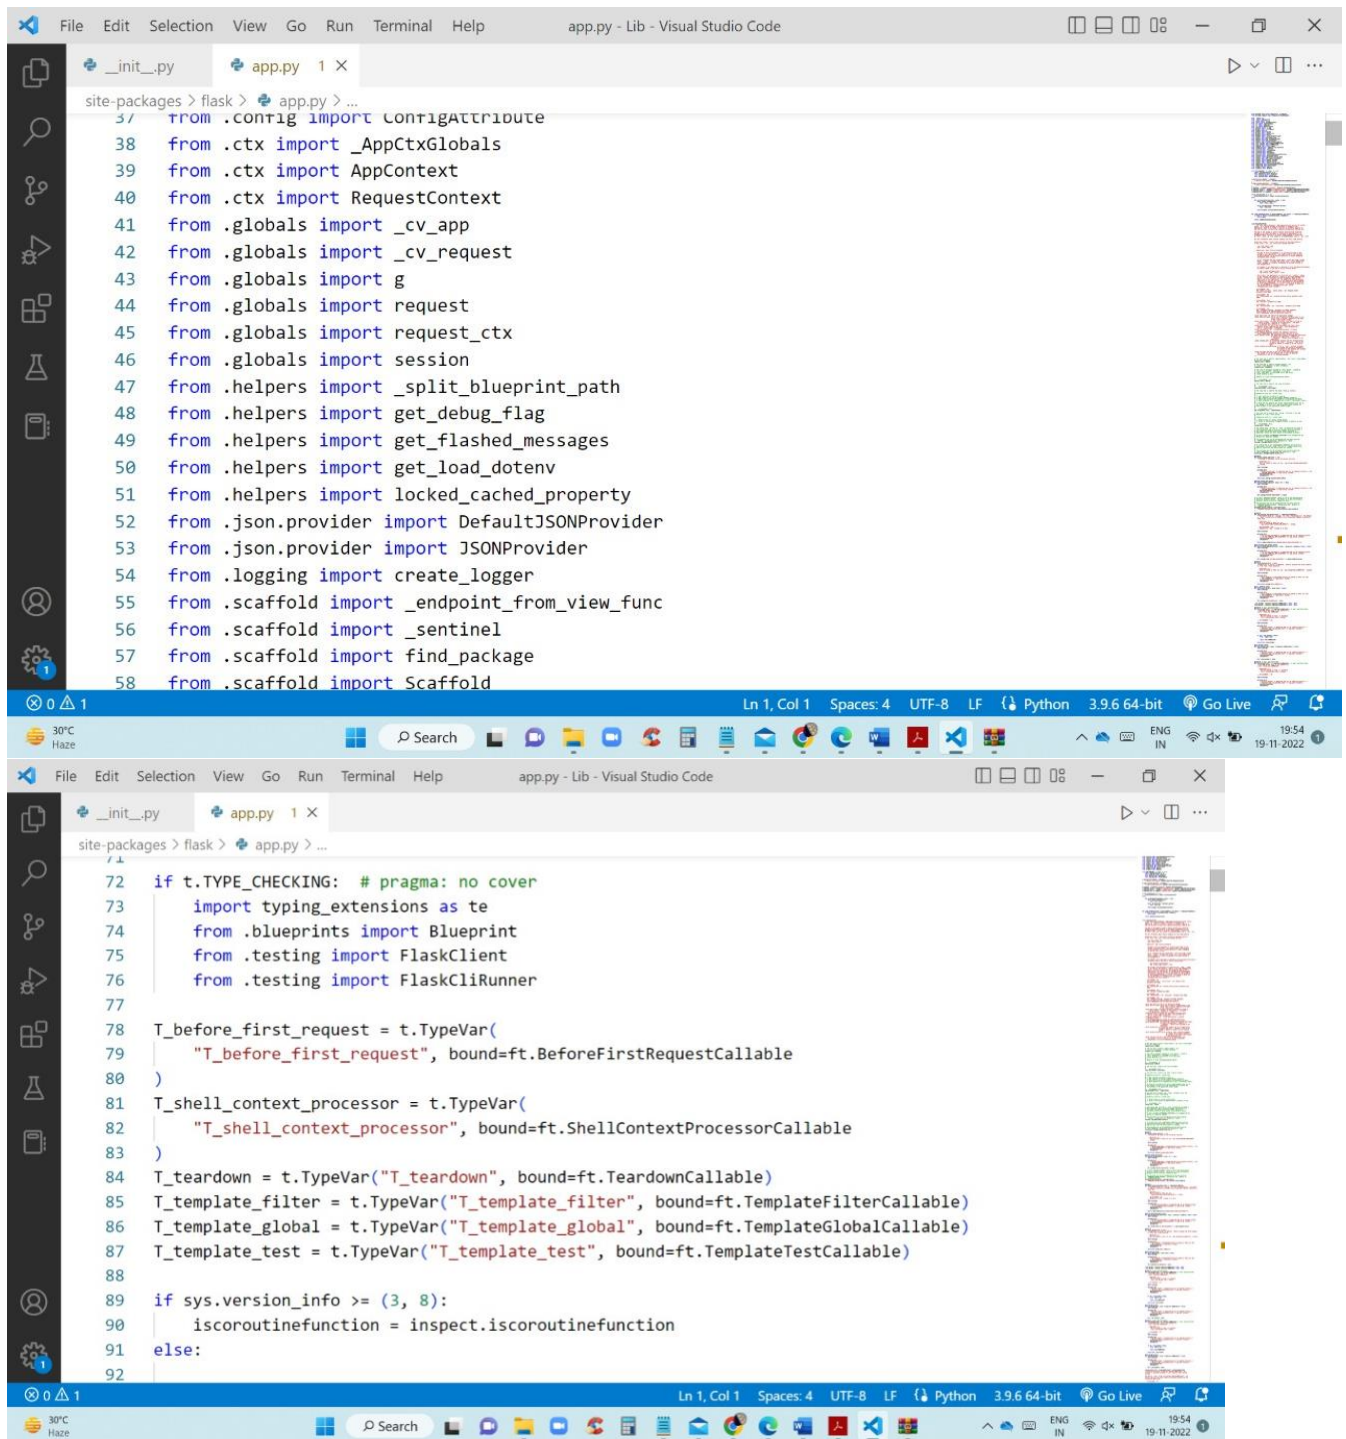 File Edit Selection View Go Run Terminal Help app.py - Lib - Visual Studio Code
__init__.py app.py 1
site-packages > flask > app.py > ...
37 from .config import ConfigAttribute
38 from .ctx import _AppCtxGlobals
39 from .ctx import AppContext
40 from .ctx import RequestContext
41 from .globals import _cv_app
42 from .globals import _cv_request
43 from .globals import g
44 from .globals import request
45 from .globals import request_ctx
46 from .globals import session
47 from .helpers import _split_blueprint_path
48 from .helpers import get_debug_flag
49 from .helpers import get_flashed_messages
50 from .helpers import get_load_dotenv
51 from .helpers import locked_cached_property
52 from .json.provider import DefaultJSONProvider
53 from .json.provider import JSONProvider
54 from .logging import create_logger
55 from .scaffold import _endpoint_from_view_func
56 from .scaffold import _sentinel
57 from .scaffold import find_package
58 from .scaffold import Scaffold
0 1 Ln 1, Col 1 Spaces: 4 UTF-8 LF Python 3.9.6 64-bit Go Live
1
30°C
Haze
Search
ENG
IN
19:54
19-11-2022
1
File Edit Selection View Go Run Terminal Help app.py - Lib - Visual Studio Code
__init__.py app.py 1
site-packages > flask > app.py > ...
71
72 if t.TYPE_CHECKING: # pragma: no cover
73 import typing_extensions as te
74 from .blueprints import Blueprint
75 from .testing import FlaskClient
76 from .testing import FlaskCliRunner
77
78 T_before_first_request = t.TypeVar(
79 "T_before_first_request", bound=ft.BeforeFirstRequestCallable
80 )
81 T_shell_context_processor = t.TypeVar(
82 "T_shell_context_processor", bound=ft.ShellContextProcessorCallable
83 )
84 T_teardown = t.TypeVar("T_teardown", bound=ft.TeardownCallable)
85 T_template_filter = t.TypeVar("T_template_filter", bound=ft.TemplateFilterCallable)
86 T_template_global = t.TypeVar("T_template_global", bound=ft.TemplateGlobalCallable)
87 T_template_test = t.TypeVar("T_template_test", bound=ft.TemplateTestCallable)
88
89 if sys.version_info >= (3, 8):
90 iscoroutinefunction = inspect.iscoroutinefunction
91 else:
92
0 1 Ln 1, Col 1 Spaces: 4 UTF-8 LF Python 3.9.6 64-bit Go Live
1
30°C
Haze
Search
ENG
IN
19:54
19-11-2022
1